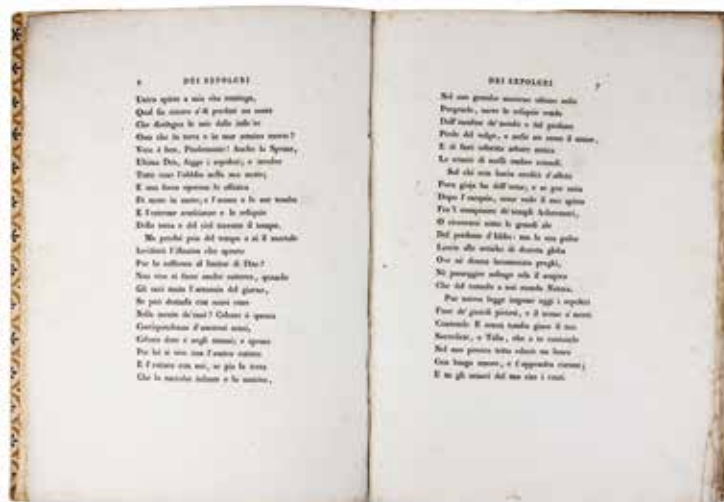 DEI SEPOLCRI
Unico spirto a mia vita raminga,
Qual fia ristoro a' dì perduti un sasso
Che distingua le mie dalle infinite
Ossa che in terra e in mar semina morte?
Vero è ben, Pindemonte! Anche la Speme,
Ultima Dea, fugge i sepolcri; e involve
Tutte cose l'obblio nella sua notte;
E una forza operosa le affatica
Di moto in moto; e l'uomo e le sue tombe
E l'estreme sembianze e le reliquie
Della terra e del ciel traveste il tempo.
Ma perchè pria del tempo a sè il mortale
Invidierà l'illusion che spento
Pur lo sofferma al limitar di Dite?
Non vive ei forse anche sotterra, quando
Gli sarà muta l'armonia del giorno,
Se può destarla con soavi cure
Nella mente de' suoi? Celeste è questa
Corrispondenza d'amorosi sensi,
Celeste dote è negli umani; e spesso
Per lei si vive con l'amico estinto
E l'estinto con noi, se pia la terra
Che lo raccolse infante e lo nutriva,
DEI SEPOLCRI
7
Nel suo grembo materno ultimo asilo
Porgendo, sacre le reliquie renda
Dall'insultar de' nembi e dal profano
Piede del vulgo, e serbi un sasso il nome,
E di fiori odorata arbore amica
Le ceneri di molli ombre consoli.
Sol chi non lascia eredità d'affetti
Poca gioja ha dell'urna; e se pur mira
Dopo l'esequie, errar vede il suo spirto
Fra 'l compianto de' templi Acherontei,
O ricovrarsi sotto le grandi ale
Del perdono d'Iddio: ma la sua polve
Lascia alle ortiche di deserta gleba
Ove nè donna innamorata preghi,
Nè passeggier solingo oda il sospiro
Che dal tumulo a noi manda Natura.
Pur nuova legge impone oggi i sepolcri
Fuor de' guardi pietosi, e il nome a' morti
Contende. E senza tomba giace il tuo
Sacerdote, o Talia, che a te cantando
Nel suo povero tetto educò un lauro
Con lungo amore, e t'appendea corone;
E tu gli ornavi del tuo riso i canti